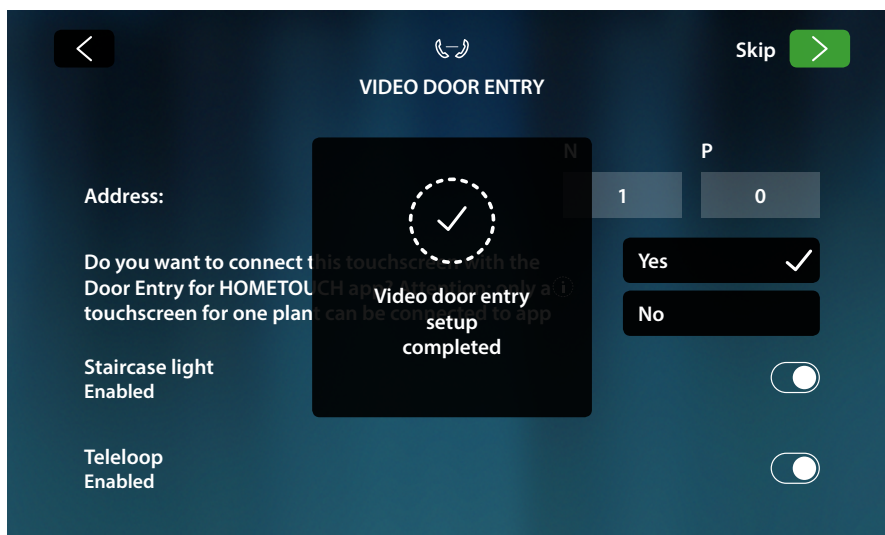 Skip
VIDEO DOOR ENTRY
N P
Address: 1 0
Do you want to connect this touchscreen with the
Door Entry for HOMETOUCH app? Attention: only a
touchscreen for one plant can be connected to app
Yes
No
Video door entry
setup
completed
Staircase light
Enabled
Teleloop
Enabled